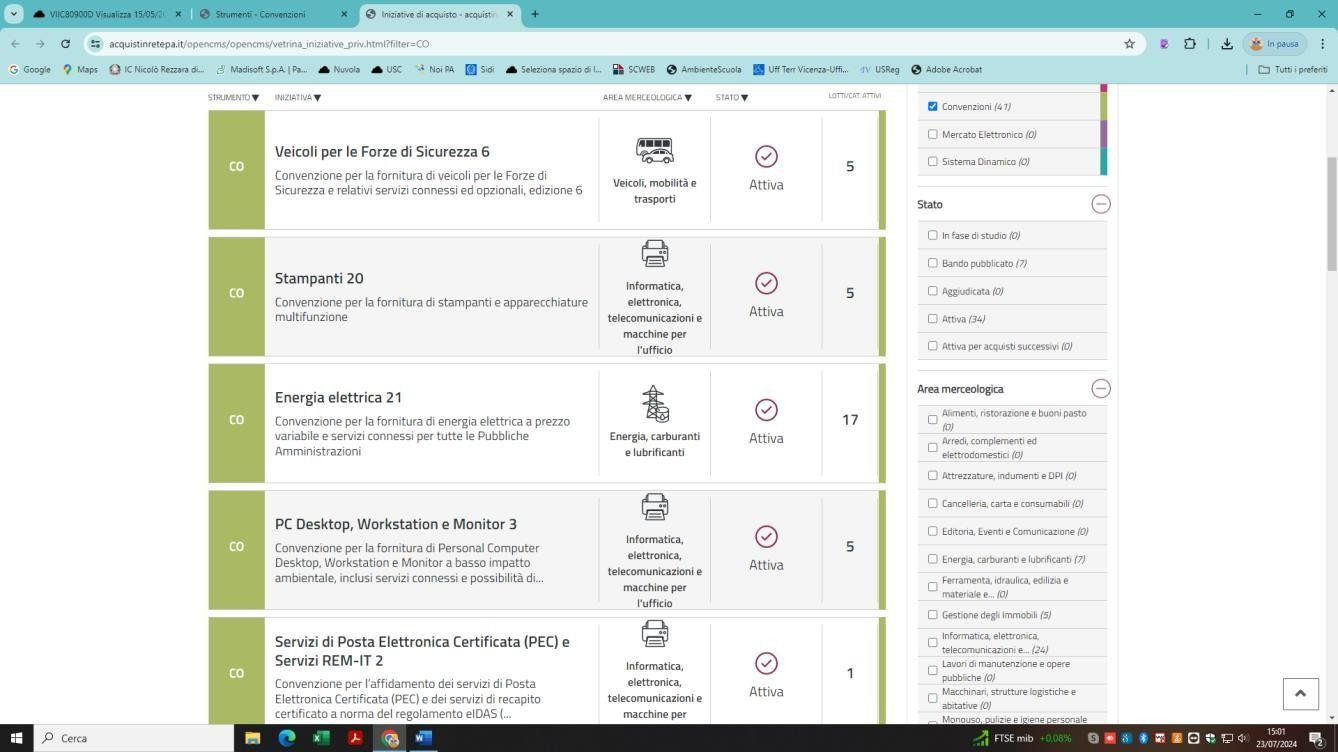 VIIC80900D Visualizza 15/05/20
Strumenti - Convenzioni
Iniziative di acquisto - acquistin
acquistinretepa.it/opencms/opencms/vetrina_iniziative_priv.html?filter=CO
In pausa
Google
Maps
IC Nicolò Rezzara di...
Madisoft S.p.A. | Pa...
Nuvola
USC
Noi PA
Sidi
Seleziona spazio di l...
SCWEB
AmbienteScuola
Uff Terr Vicenza-Uffi...
USReg
Adobe Acrobat
Tutti i preferiti
STRUMENTO▼ INIZIATIVA▼ AREA MERCEOLOGICA▼ STATO▼ LOTTI/CAT. ATTIVI
CO
Veicoli per le Forze di Sicurezza 6
Convenzione per la fornitura di veicoli per le Forze di
Sicurezza e relativi servizi connessi ed opzionali, edizione 6
Veicoli, mobilità e
trasporti
Attiva
5
CO
Stampanti 20
Convenzione per la fornitura di stampanti e apparecchiature
multifunzione
Informatica,
elettronica,
telecomunicazioni e
macchine per
l'ufficio
Attiva
5
CO
Energia elettrica 21
Convenzione per la fornitura di energia elettrica a prezzo
variabile e servizi connessi per tutte le Pubbliche
Amministrazioni
Energia, carburanti
e lubrificanti
Attiva
17
CO
PC Desktop, Workstation e Monitor 3
Convenzione per la fornitura di Personal Computer
Desktop, Workstation e Monitor a basso impatto
ambientale, inclusi servizi connessi e possibilità di...
Informatica,
elettronica,
telecomunicazioni e
macchine per
l'ufficio
Attiva
5
CO
Servizi di Posta Elettronica Certificata (PEC) e
Servizi REM-IT 2
Convenzione per l'affidamento dei servizi di Posta
Elettronica Certificata (PEC) e dei servizi di recapito
certificato a norma del regolamento eIDAS (...
Informatica,
elettronica,
telecomunicazioni e
macchine per
Attiva
1
Convenzioni (41)
Mercato Elettronico (0)
Sistema Dinamico (0)
Stato
In fase di studio (0)
Bando pubblicato (7)
Aggiudicata (0)
Attiva (34)
Attiva per acquisti successivi (0)
Area merceologica
Alimenti, ristorazione e buoni pasto
(0)
Arredi, complementi ed
elettrodomestici (0)
Attrezzature, indumenti e DPI (0)
Cancelleria, carta e consumabili (0)
Editoria, Eventi e Comunicazione (0)
Energia, carburanti e lubrificanti (7)
Ferramenta, idraulica, edilizia e
materiale e... (0)
Gestione degli Immobili (5)
Informatica, elettronica,
telecomunicazioni e... (24)
Lavori di manutenzione e opere
pubbliche (0)
Macchinari, strutture logistiche e
abitative (0)
Monouso, pulizie e igiene personale
Cerca
FTSE mib +0,08%
15:01
23/07/2024
2